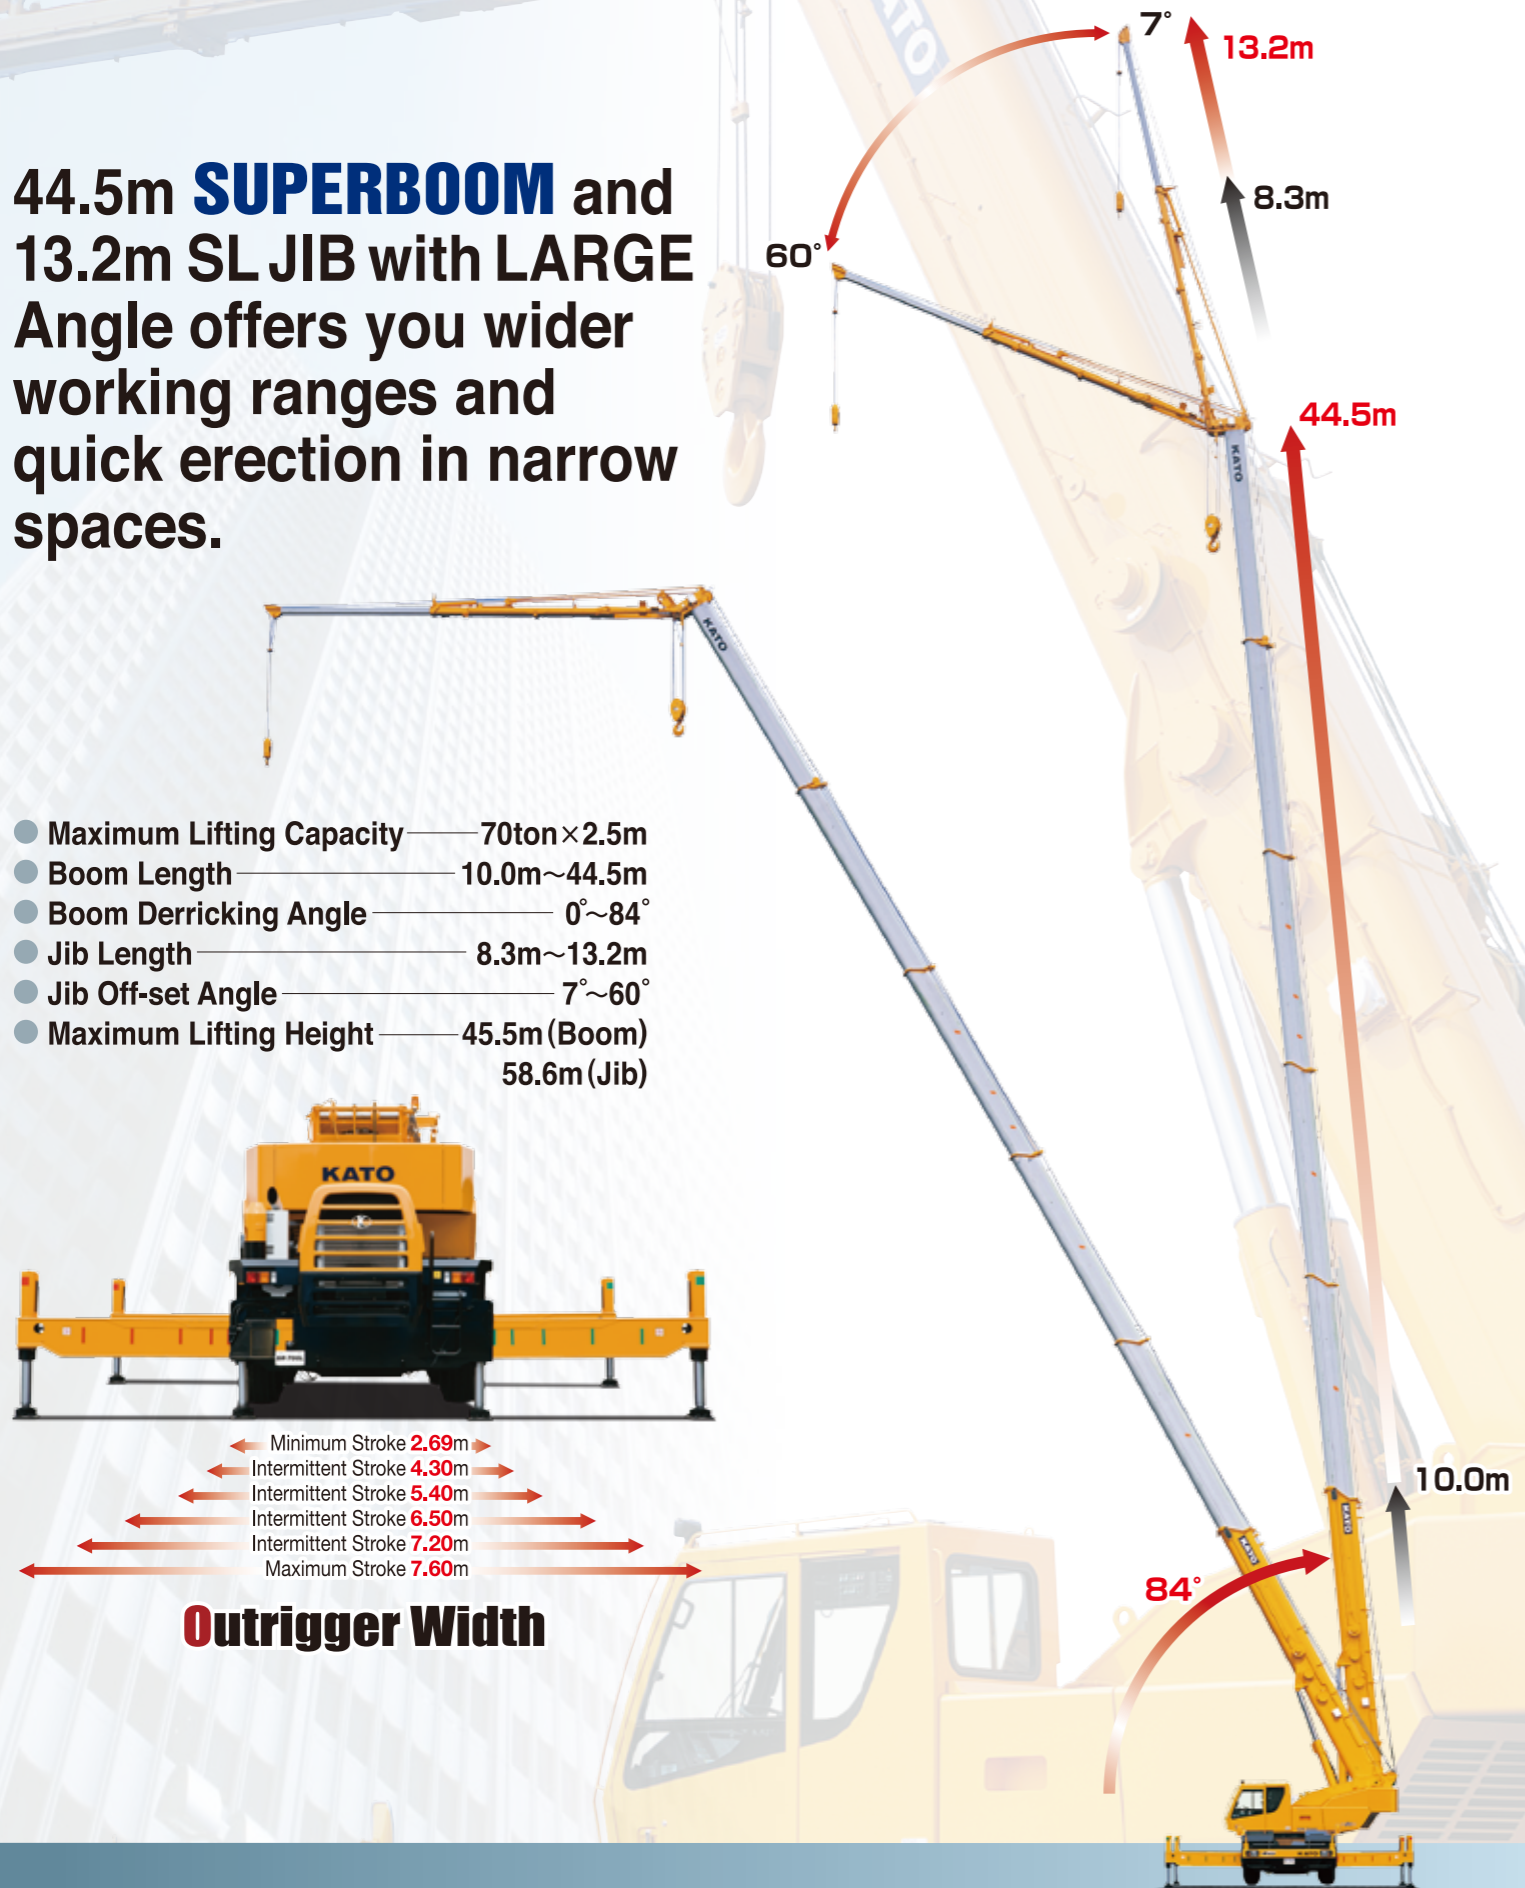 44.5m SUPERBOOM and
13.2m SL JIB with LARGE
Angle offers you wider
working ranges and
quick erection in narrow
spaces.
7°
13.2m
8.3m
60°
44.5m
KATO
KATO
KATO
Maximum Lifting Capacity 70ton×2.5m
Boom Length 10.0m~44.5m
Boom Derricking Angle 0°~84°
Jib Length 8.3m~13.2m
Jib Off-set Angle 7°~60°
Maximum Lifting Height 45.5m (Boom)
58.6m (Jib)
KATO
Minimum Stroke 2.69m
Intermittent Stroke 4.30m
Intermittent Stroke 5.40m
Intermittent Stroke 6.50m
Intermittent Stroke 7.20m
Maximum Stroke 7.60m
Outrigger Width
10.0m
KATO
KATO
84°